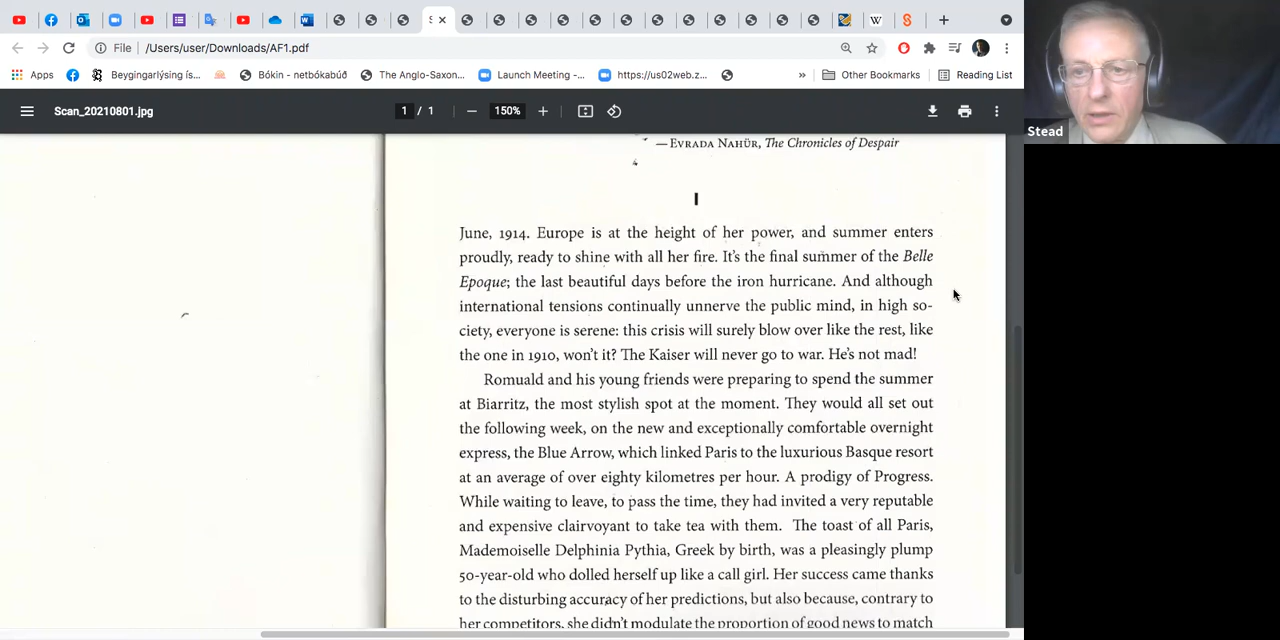 File
/Users/user/Downloads/AF1.pdf
Apps
Beygingarlýsing ís...
Bókin - netbókabúð
The Anglo-Saxon...
Launch Meeting -...
https://us02web.z...
»
Other Bookmarks
Reading List
Scan_20210801.jpg
1 / 1
150%
Stead
— Evrada Nahür, The Chronicles of Despair
I
June, 1914. Europe is at the height of her power, and summer enters
proudly, ready to shine with all her fire. It's the final summer of the Belle
Epoque; the last beautiful days before the iron hurricane. And although
international tensions continually unnerve the public mind, in high so-
ciety, everyone is serene: this crisis will surely blow over like the rest, like
the one in 1910, won't it? The Kaiser will never go to war. He's not mad!
Romuald and his young friends were preparing to spend the summer
at Biarritz, the most stylish spot at the moment. They would all set out
the following week, on the new and exceptionally comfortable overnight
express, the Blue Arrow, which linked Paris to the luxurious Basque resort
at an average of over eighty kilometres per hour. A prodigy of Progress.
While waiting to leave, to pass the time, they had invited a very reputable
and expensive clairvoyant to take tea with them. The toast of all Paris,
Mademoiselle Delphinia Pythia, Greek by birth, was a pleasingly plump
50-year-old who dolled herself up like a call girl. Her success came thanks
to the disturbing accuracy of her predictions, but also because, contrary to
her competitors, she didn't modulate the proportion of good news to match